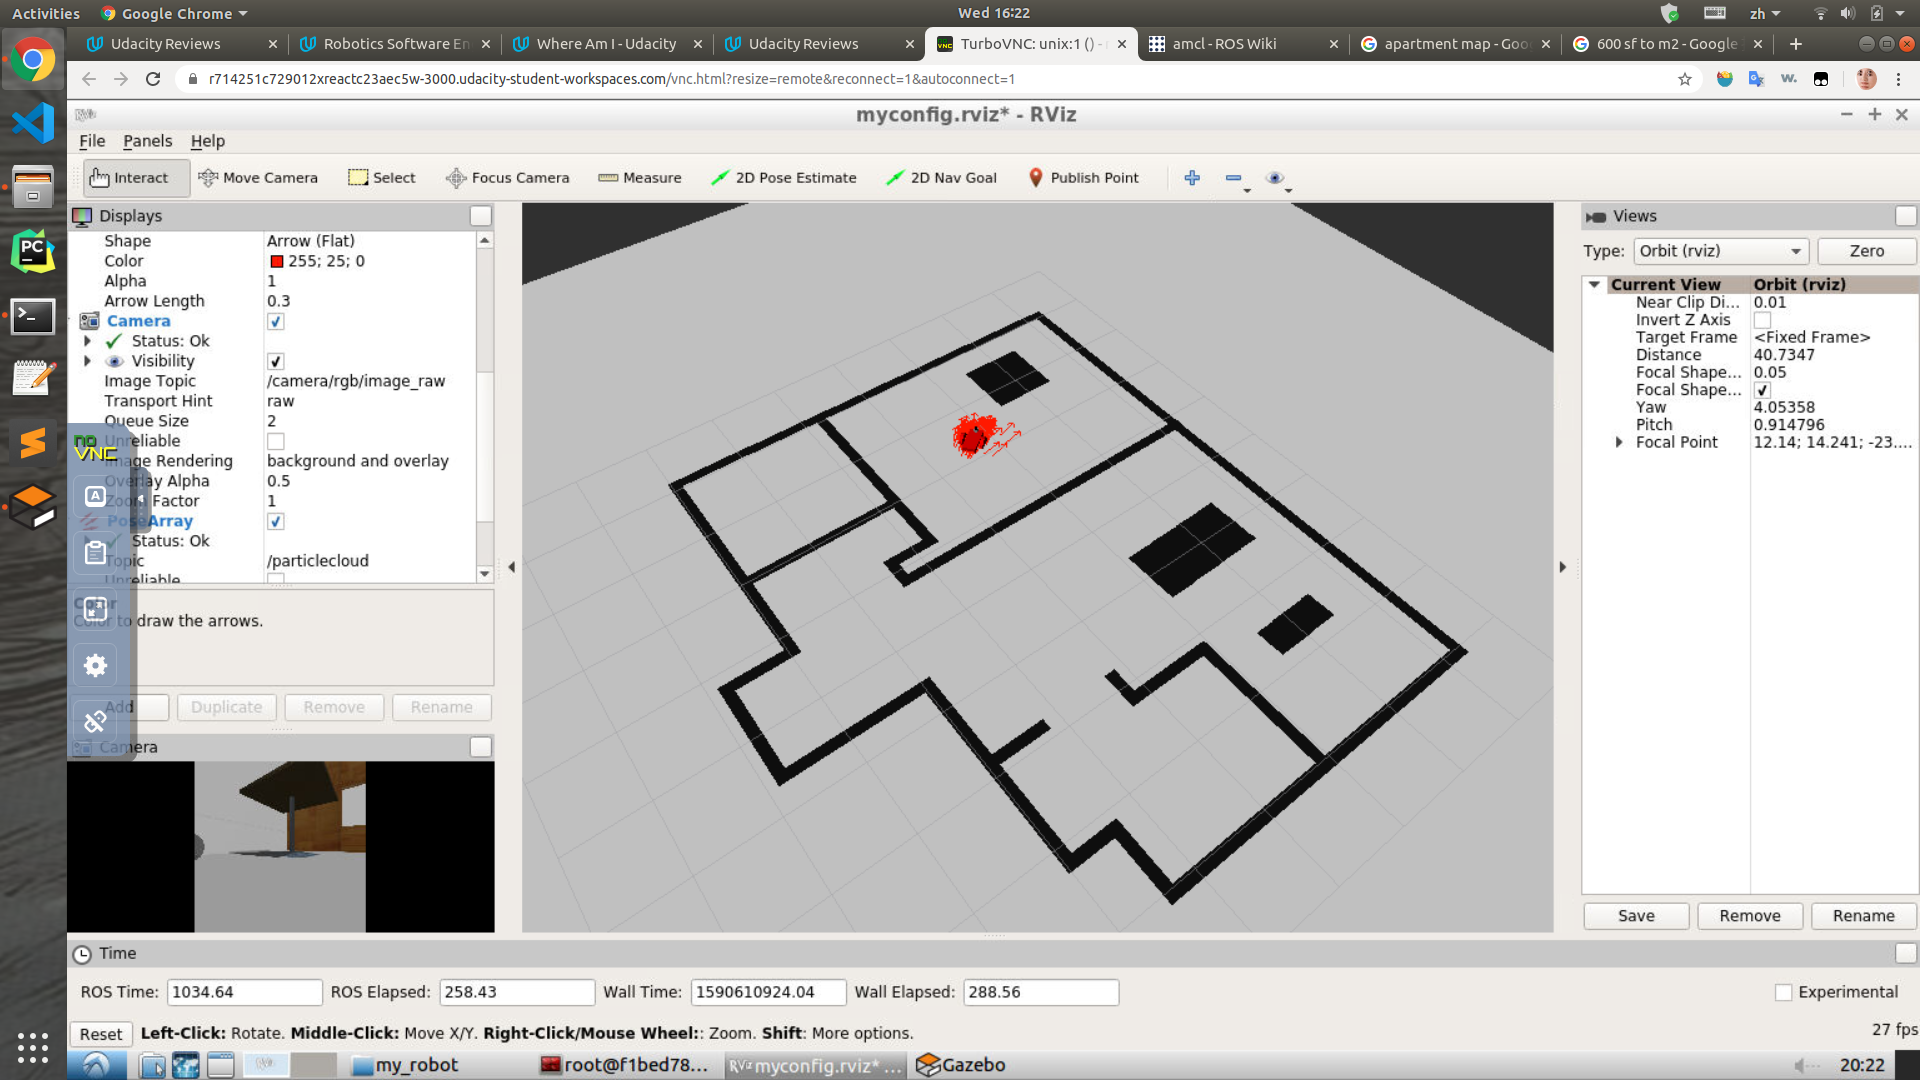 Activities
Google Chrome
Wed 16:22
zh
Udacity Reviews
Robotics Software En
Where Am I - Udacity
Udacity Reviews
TurboVNC: unix:1 () -
amcl - ROS Wiki
apartment map - Goo
600 sf to m2 - Google
r714251c729012xreactc23aec5w-3000.udacity-student-workspaces.com/vnc.html?resize=remote&reconnect=1&autoconnect=1
myconfig.rviz* - RViz
File Panels Help
Interact
Move Camera
Select
Focus Camera
Measure
2D Pose Estimate
2D Nav Goal
Publish Point
Displays
Shape Arrow (Flat)
Color 255; 25; 0
Alpha 1
Arrow Length 0.3
Camera
Status: Ok
Visibility
Image Topic /camera/rgb/image_raw
Transport Hint raw
Queue Size 2
Unreliable
Image Rendering background and overlay
Overlay Alpha 0.5
Zoom Factor 1
PoseArray
Status: Ok
Topic /particlecloud
Unreliable
no
VNC
Color
Color to draw the arrows.
Add Duplicate Remove Rename
Camera
Views
Type: Orbit (rviz) Zero
Current View Orbit (rviz)
Near Clip Di... 0.01
Invert Z Axis
Target Frame <Fixed Frame>
Distance 40.7347
Focal Shape... 0.05
Focal Shape...
Yaw 4.05358
Pitch 0.914796
Focal Point 12.14; 14.241; -23....
Save Remove Rename
Time
ROS Time: 1034.64 ROS Elapsed: 258.43 Wall Time: 1590610924.04 Wall Elapsed: 288.56 Experimental
Reset Left-Click: Rotate. Middle-Click: Move X/Y. Right-Click/Mouse Wheel:: Zoom. Shift: More options. 27 fps
my_robot
root@f1bed78...
myconfig.rviz* ...
Gazebo
20:22